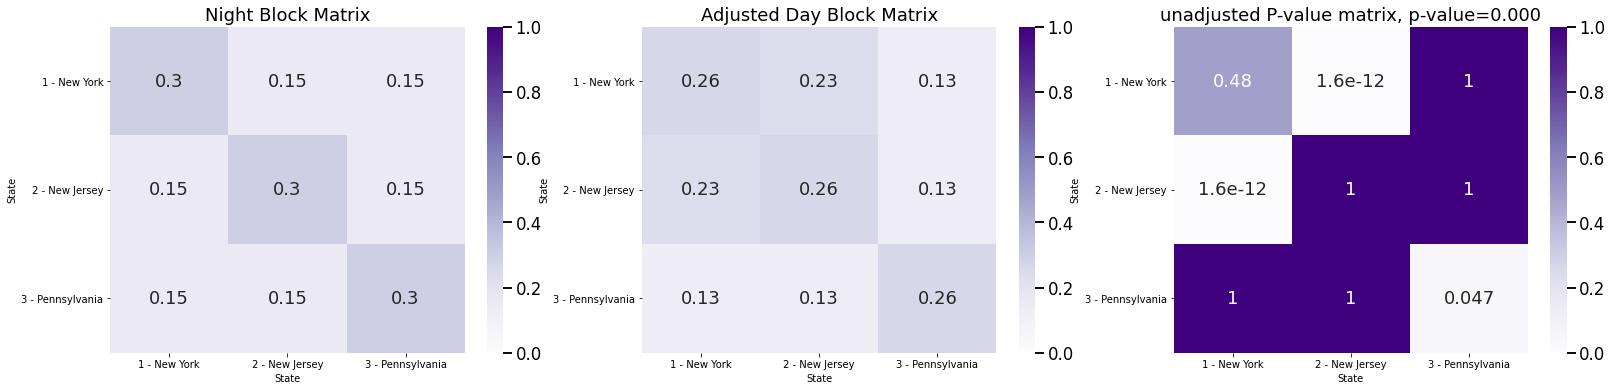 Night Block Matrix
1 - New York
2 - New Jersey
3 - Pennsylvania
State
0.3 0.15 0.15
0.15 0.3 0.15
0.15 0.15 0.3
1 - New York 2 - New Jersey 3 - Pennsylvania
State
1.0
0.8
0.6
0.4
0.2
0.0
Adjusted Day Block Matrix
1 - New York
2 - New Jersey
3 - Pennsylvania
State
0.26 0.23 0.13
0.23 0.26 0.13
0.13 0.13 0.26
1 - New York 2 - New Jersey 3 - Pennsylvania
State
1.0
0.8
0.6
0.4
0.2
0.0
unadjusted P-value matrix, p-value=0.000
1 - New York
2 - New Jersey
3 - Pennsylvania
State
0.48 1.6e-12 1
1.6e-12 1 1
1 1 0.047
1 - New York 2 - New Jersey 3 - Pennsylvania
State
1.0
0.8
0.6
0.4
0.2
0.0